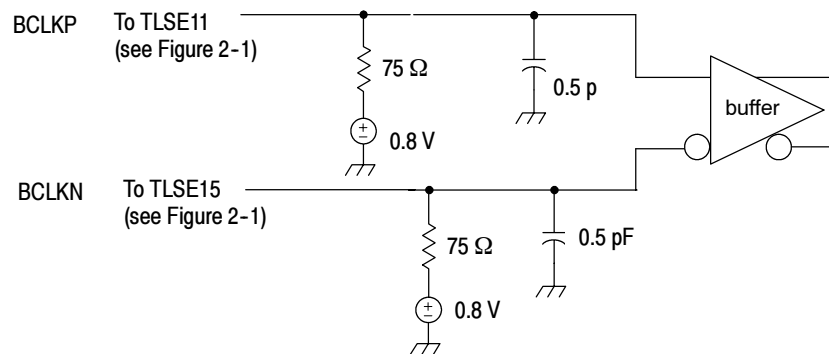 BCLKP To TLSE11
(see Figure 2-1)
75 Ω
0.5 p
0.8 V
buffer
BCLKN To TLSE15
(see Figure 2-1)
75 Ω
0.5 pF
0.8 V